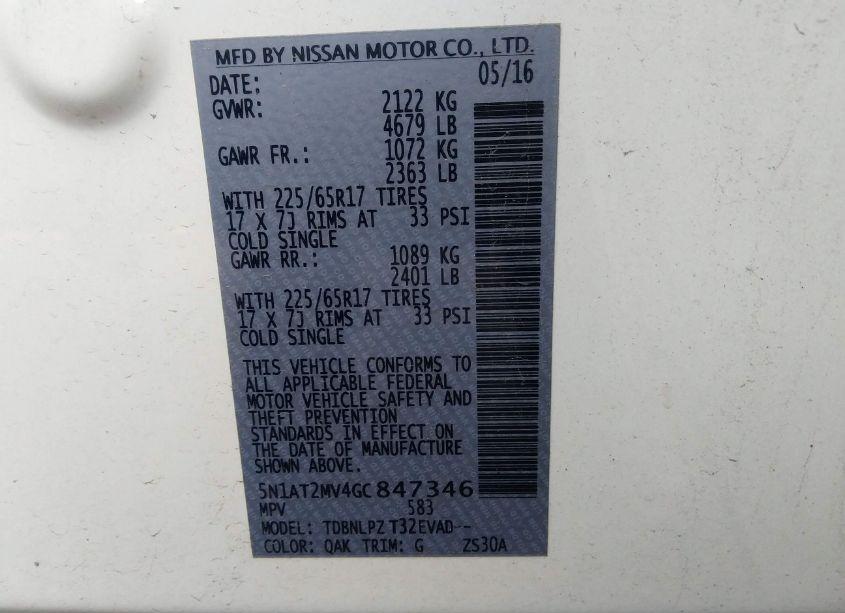 MFD BY NISSAN MOTOR CO., LTD.
DATE: 05/16
GVWR: 2122 KG
4679 LB
GAWR FR.: 1072 KG
2363 LB
WITH 225/65R17 TIRES
17 X 7J RIMS AT 33 PSI
COLD SINGLE
GAWR RR.: 1089 KG
2401 LB
WITH 225/65R17 TIRES
17 X 7J RIMS AT 33 PSI
COLD SINGLE
THIS VEHICLE CONFORMS TO
ALL APPLICABLE FEDERAL
MOTOR VEHICLE SAFETY AND
THEFT PREVENTION
STANDARDS IN EFFECT ON
THE DATE OF MANUFACTURE
SHOWN ABOVE.
5N1AT2MV4GC847346
MPV 583
MODEL: TDBNLPZ T32EVAD--
COLOR: QAK TRIM: G ZS30A